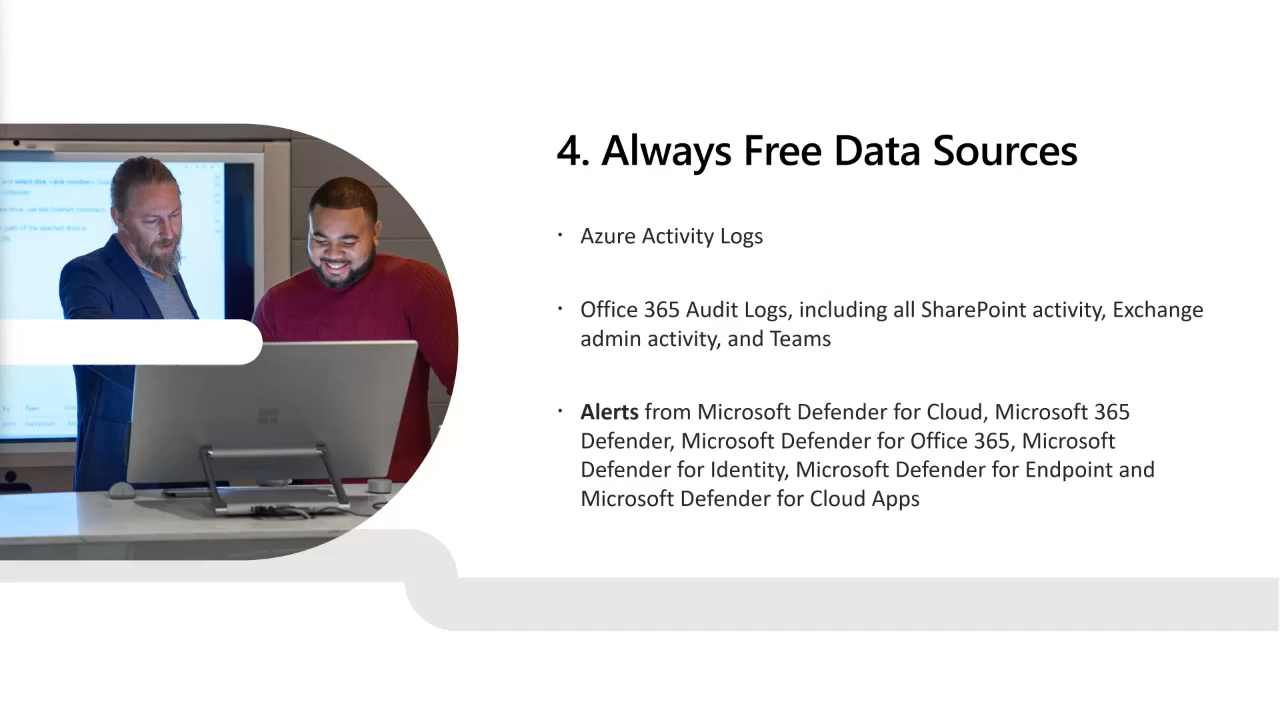 4. Always Free Data Sources
· Azure Activity Logs
· Office 365 Audit Logs, including all SharePoint activity, Exchange
admin activity, and Teams
· Alerts from Microsoft Defender for Cloud, Microsoft 365
Defender, Microsoft Defender for Office 365, Microsoft
Defender for Identity, Microsoft Defender for Endpoint and
Microsoft Defender for Cloud Apps